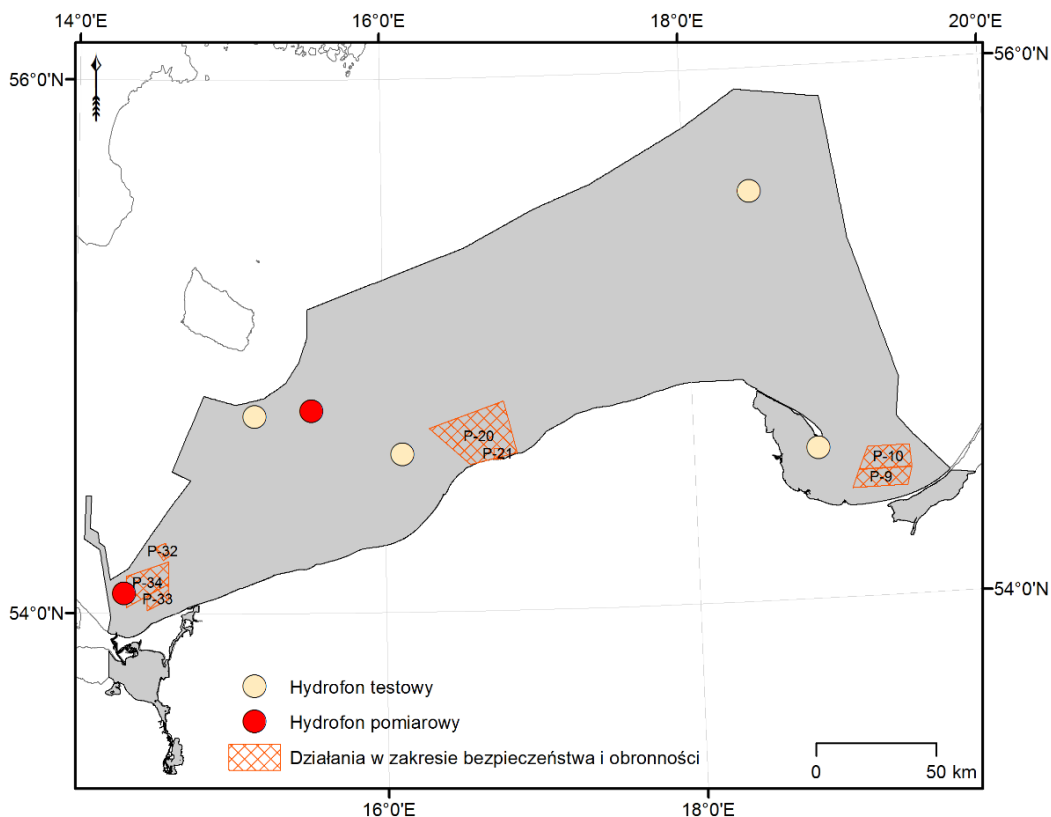 14°0'E 16°0'E 18°0'E 20°0'E
56°0'N 56°0'N
P-20
P-21
P-10
P-9
P-32
P-34
P-33
54°0'N 54°0'N
Hydrofon testowy
Hydrofon pomiarowy
Działania w zakresie bezpieczeństwa i obronności
0 50 km
16°0'E 18°0'E